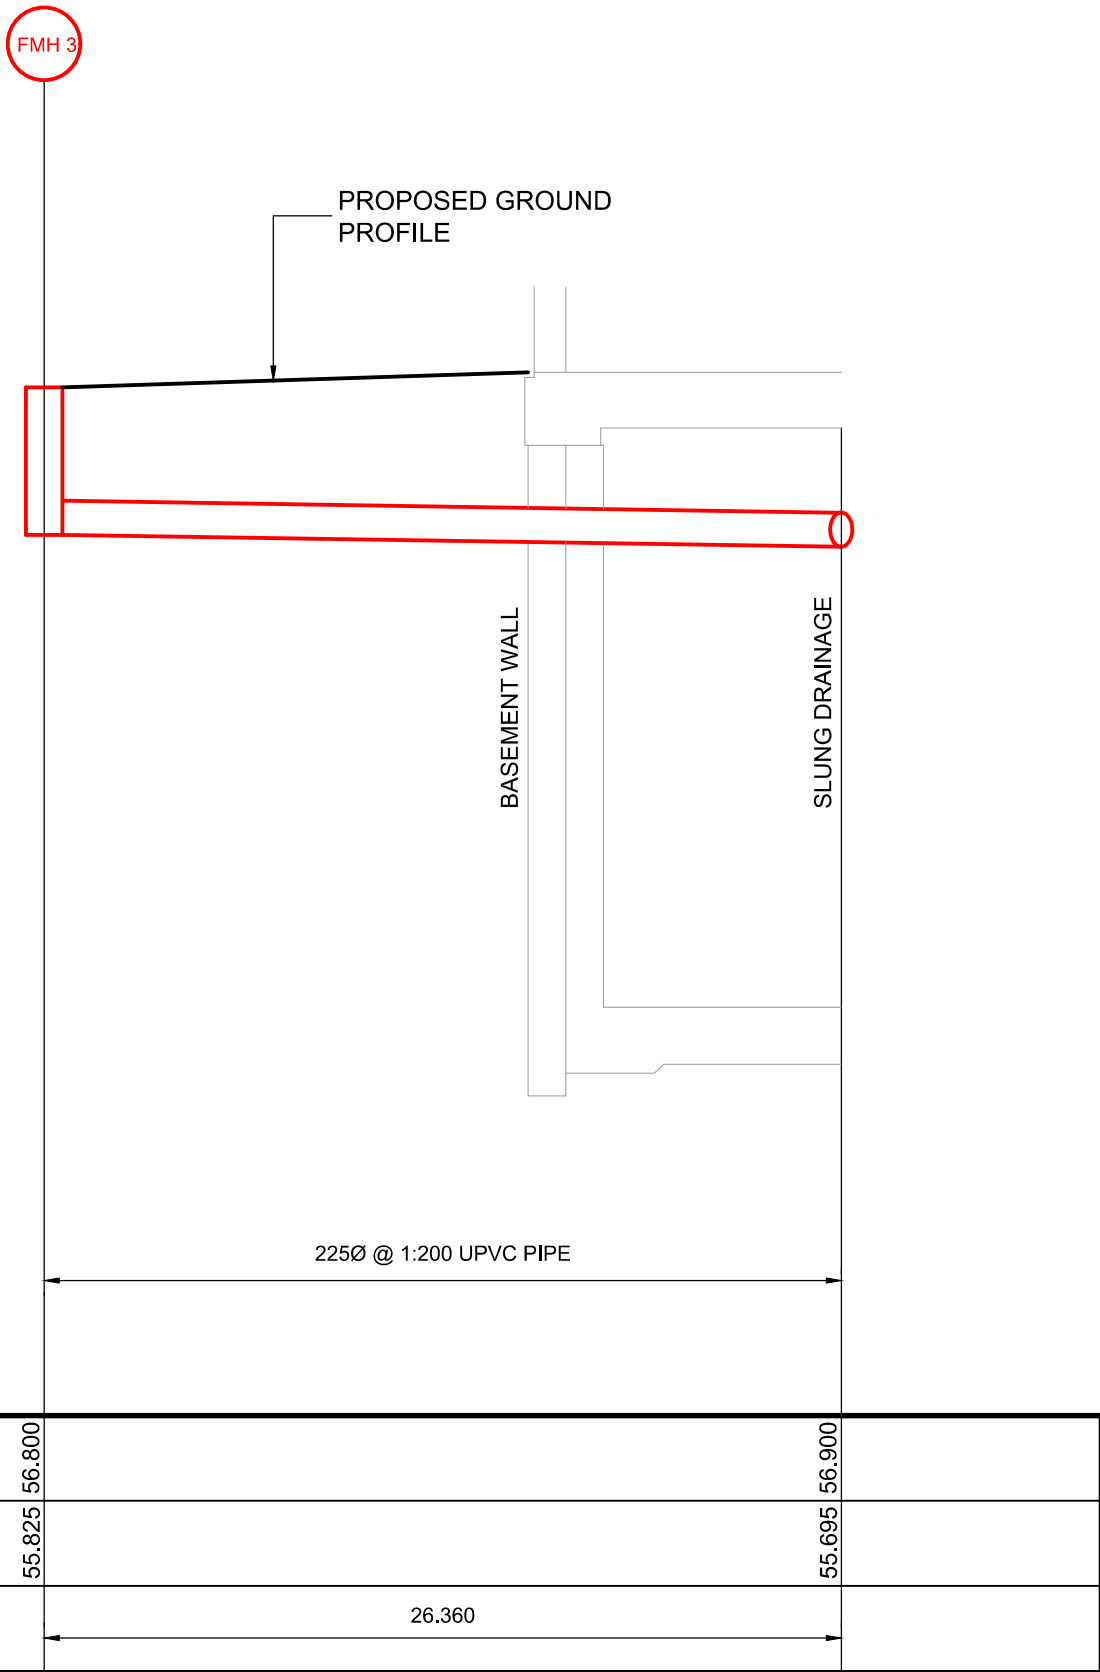 FMH 3
PROPOSED GROUND
PROFILE
BASEMENT WALL
SLUNG DRAINAGE
225Ø @ 1:200 UPVC PIPE
56.800
56.900
55.825
55.695
26.360